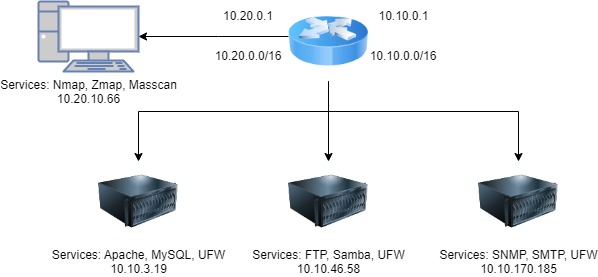 10.20.0.1
10.10.0.1
10.20.0.0/16
10.10.0.0/16
Services: Nmap, Zmap, Masscan
10.20.10.66
Services: Apache, MySQL, UFW
10.10.3.19
Services: FTP, Samba, UFW
10.10.46.58
Services: SNMP, SMTP, UFW
10.10.170.185